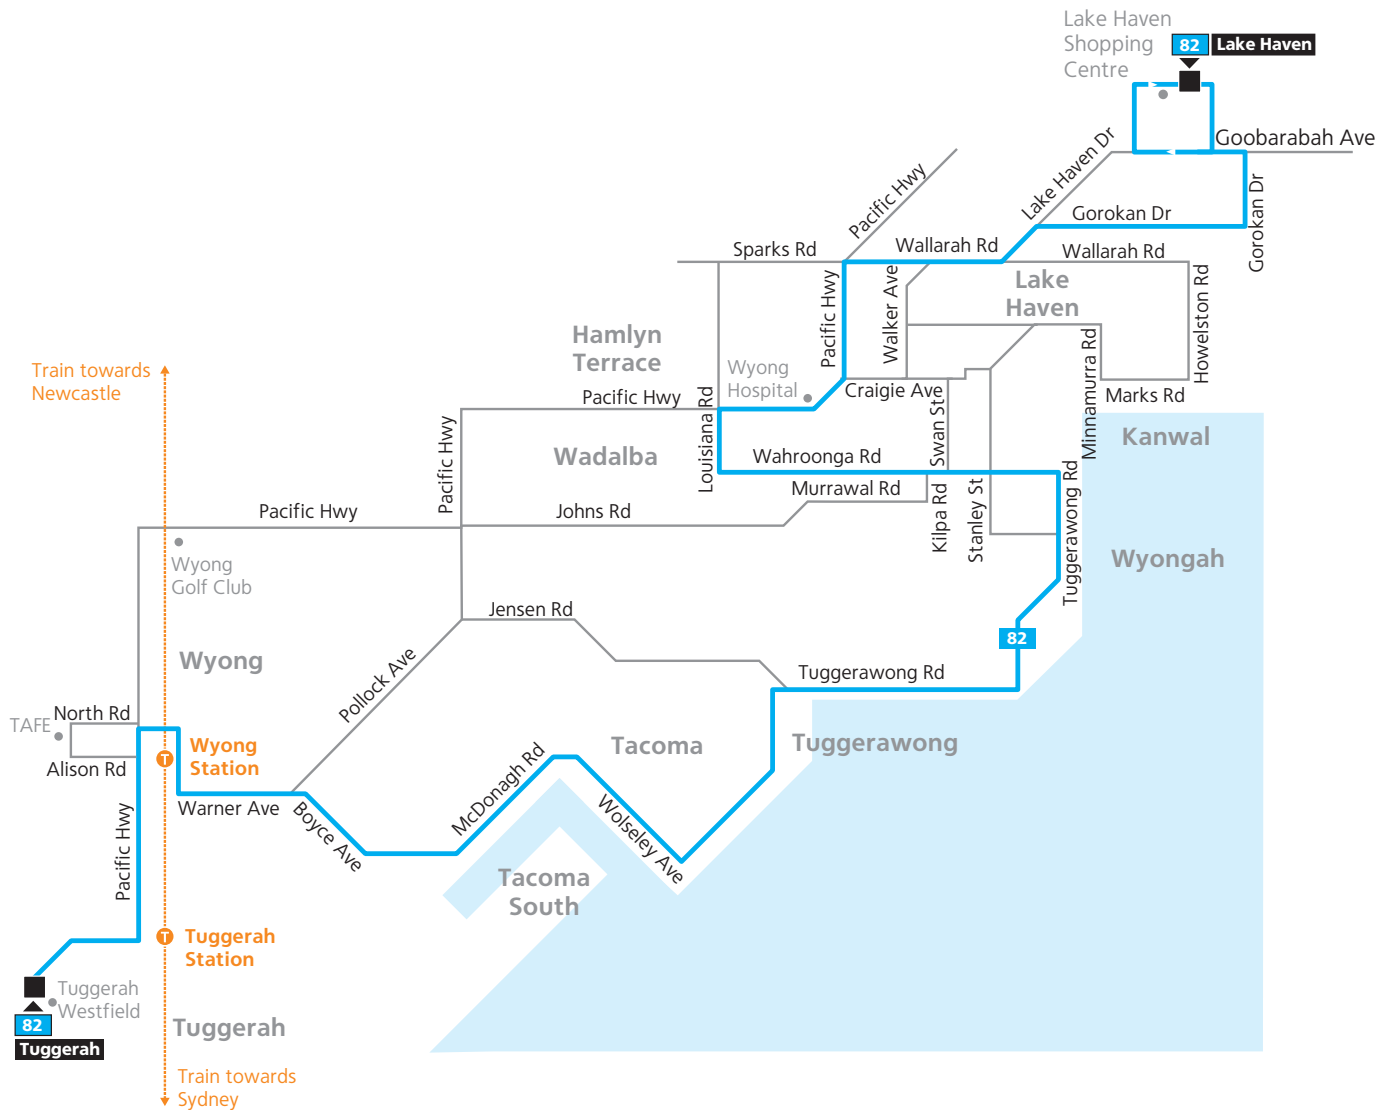 Lake Haven
Shopping
Centre
82 Lake Haven
Goobarabah Ave
Lake Haven Dr
Gorokan Dr
Gorokan Dr
Pacific Hwy
Sparks Rd
Wallarah Rd
Wallarah Rd
Lake
Haven
Pacific Hwy
Walker Ave
Howelston Rd
Hamlyn
Terrace
Wyong
Hospital
Minnamurra Rd
Train towards
Newcastle
Pacific Hwy
Louisiana Rd
Craigie Ave
Swan St
Marks Rd
Kanwal
Pacific Hwy
Wadalba
Wahroonga Rd
Murrawal Rd
Kilpa Rd
Stanley St
Tuggerawong Rd
Pacific Hwy
Johns Rd
Wyong
Golf Club
Wyongah
Jensen Rd
82
Wyong
Pollock Ave
Tuggerawong Rd
North Rd
TAFE
Alison Rd
Wyong
Station
Tacoma
Tuggerawong
McDonagh Rd
Wolseley Ave
Warner Ave
Boyce Ave
Pacific Hwy
Tacoma
South
T
T
Tuggerah
Station
Tuggerah
Westfield
82
Tuggerah
Tuggerah
Train towards
Sydney